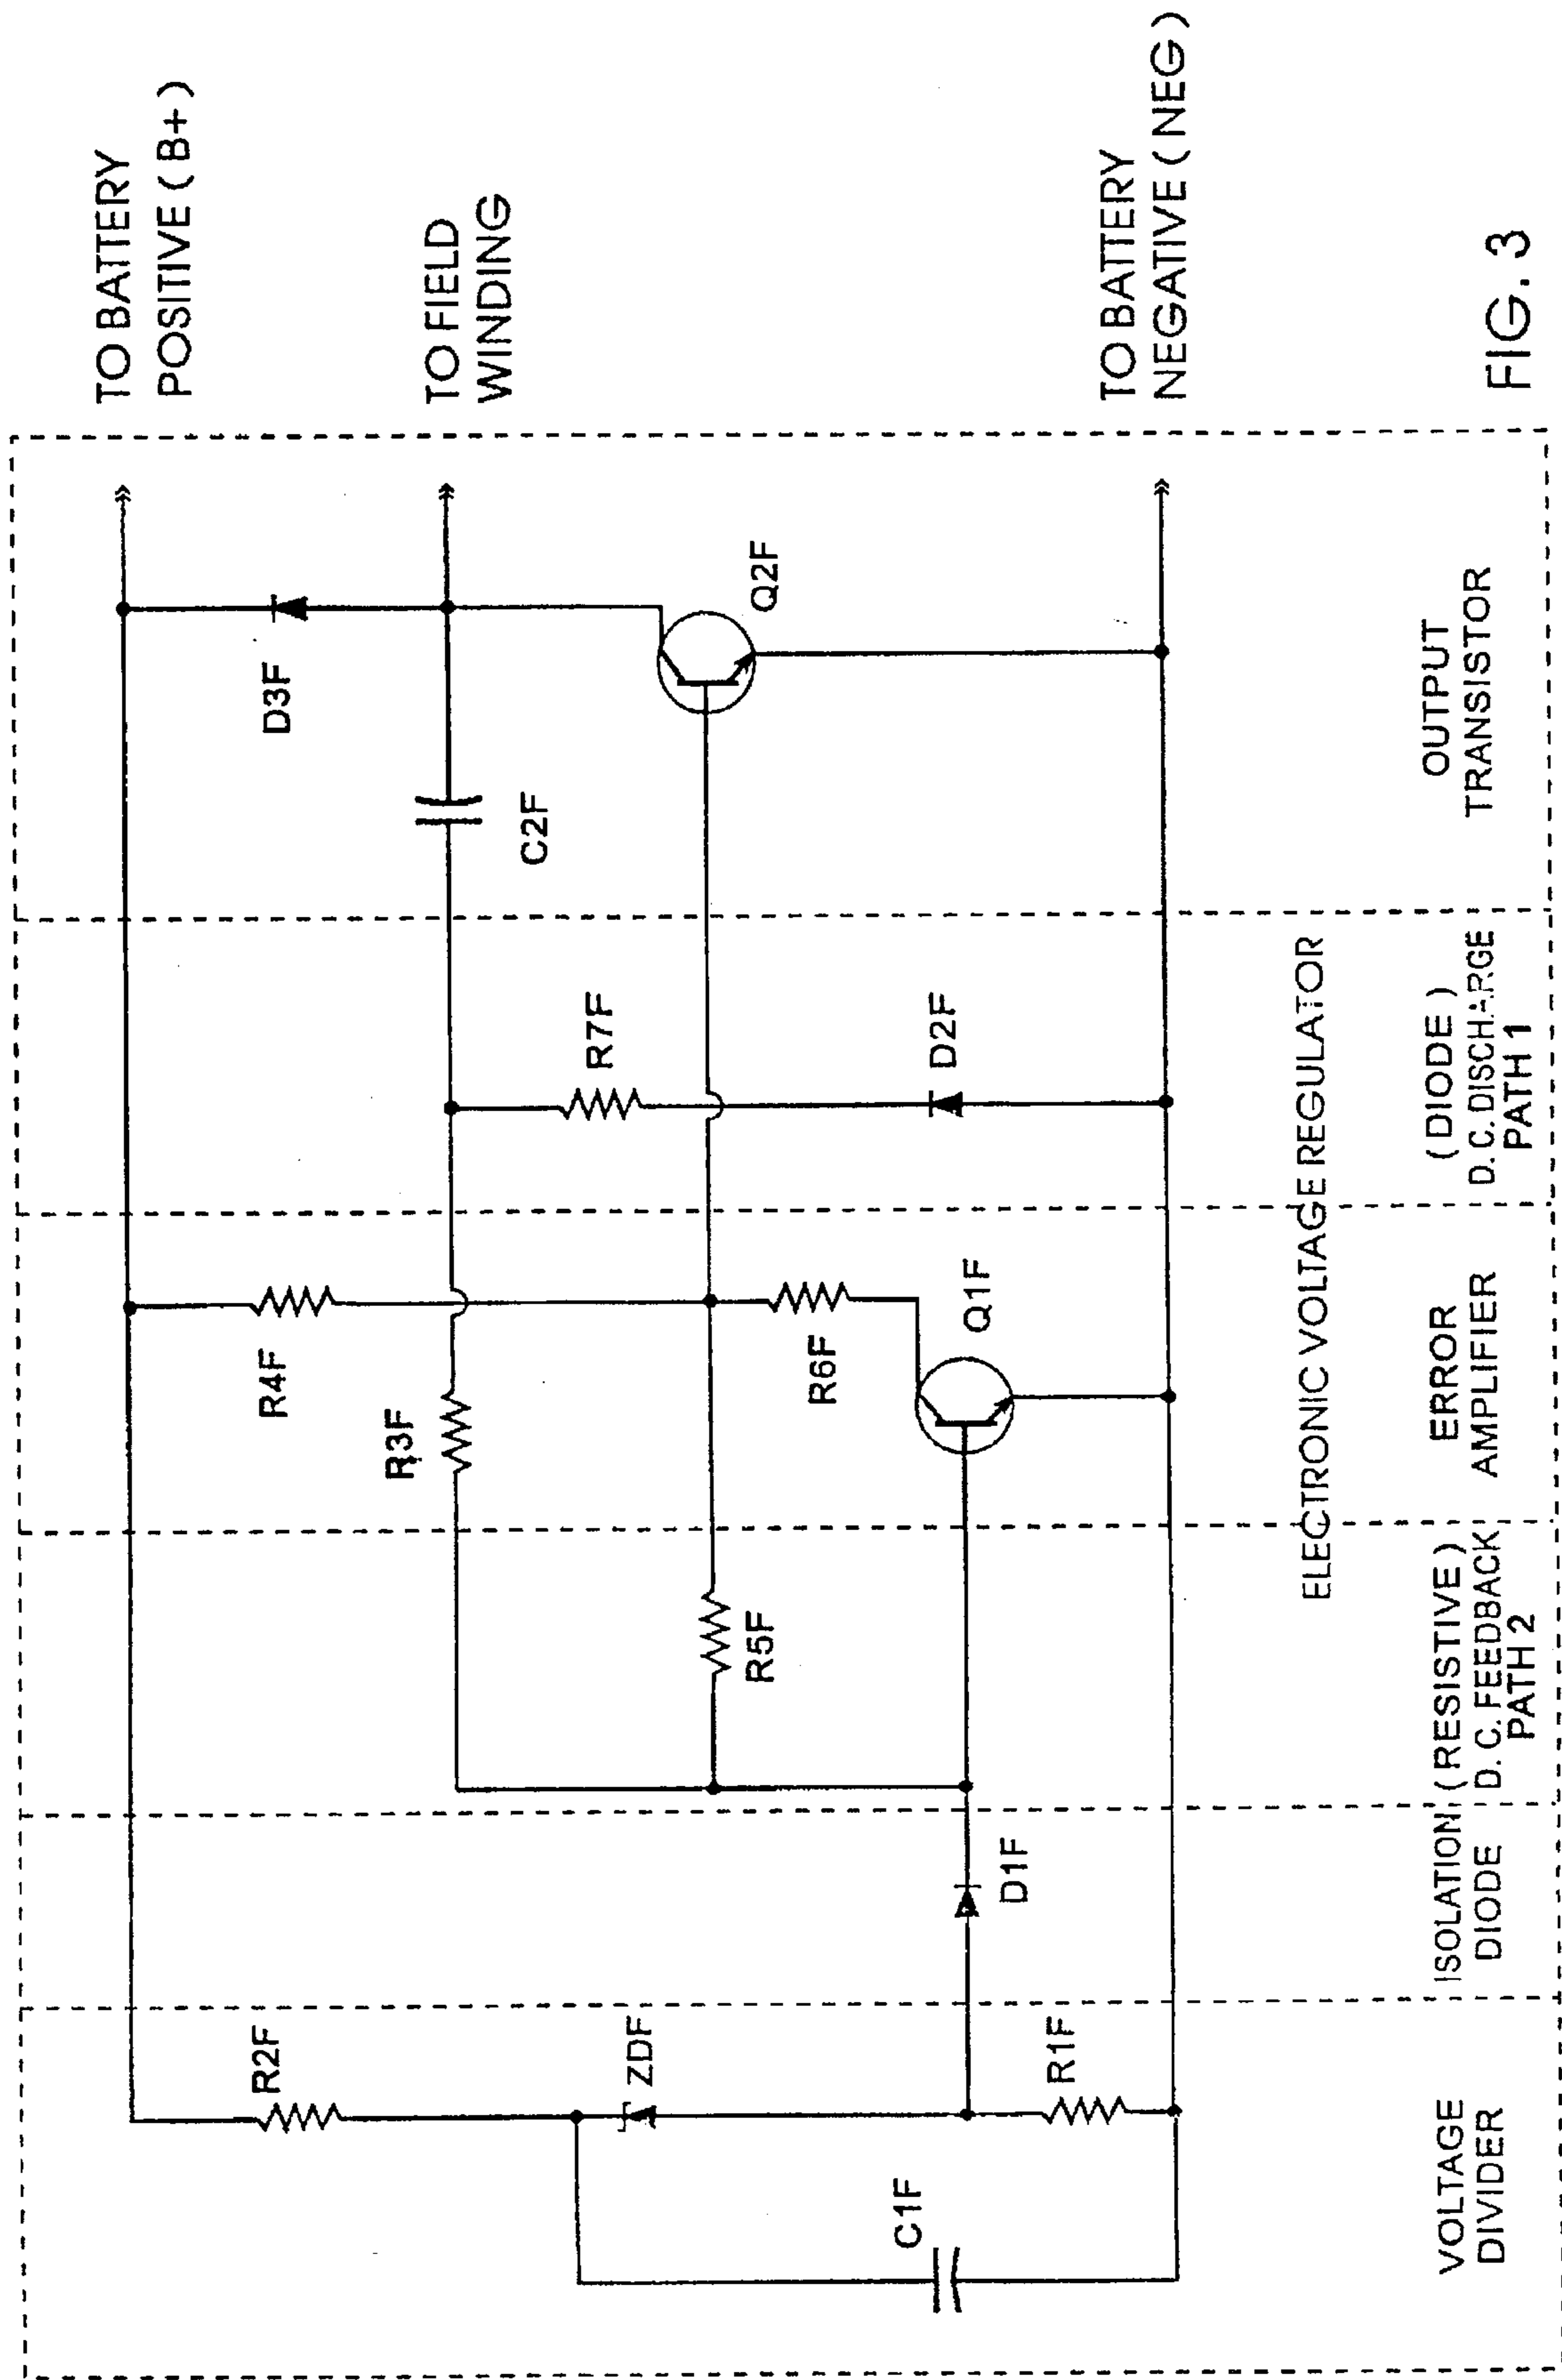 TO BATTERY
POSITIVE ( B+ )
TO FIELD
WINDING
TO BATTERY
NEGATIVE ( NEG )
FIG. 3
D3F
C2F
Q2F
R7F
D2F
R4F
R3F
R6F
Q1F
R5F
D1F
R2F
ZDF
R1F
C1F
ELECTRONIC VOLTAGE REGULATOR
VOLTAGE
DIVIDER
ISOLATION
DIODE
( RESISTIVE )
D. C. FEEDBACK
PATH 2
ERROR
AMPLIFIER
( DIODE )
D. C. DISCHARGE
PATH 1
OUTPUT
TRANSISTOR